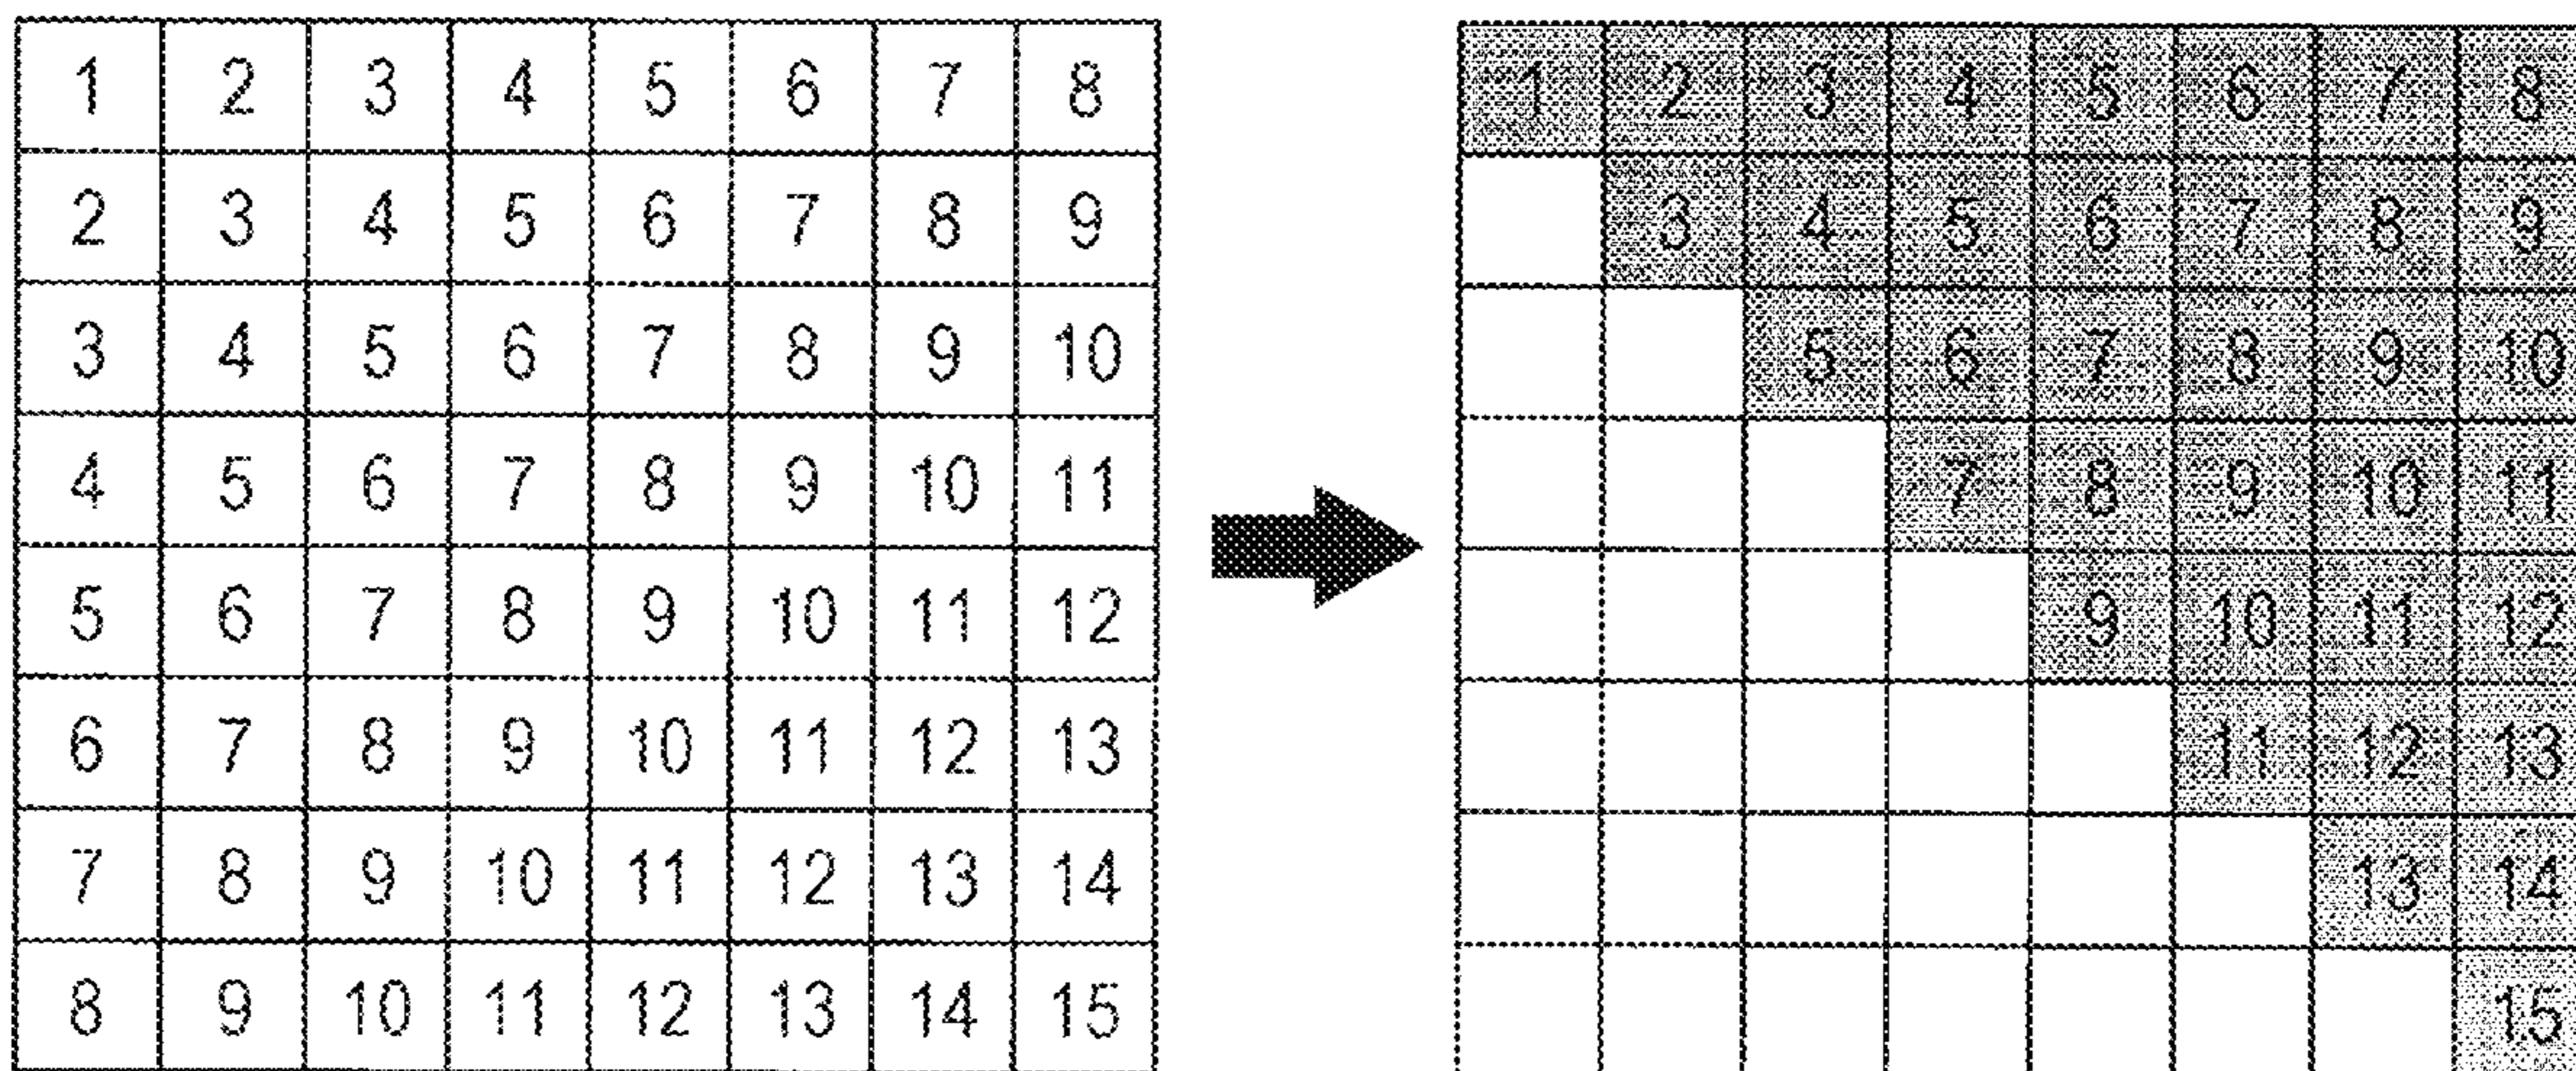 1 2 3 4 5 6 7 8
2 3 4 5 6 7 8 9
3 4 5 6 7 8 9 10
4 5 6 7 8 9 10 11
5 6 7 8 9 10 11 12
6 7 8 9 10 11 12 13
7 8 9 10 11 12 13 14
8 9 10 11 12 13 14 15
1 2 3 4 5 6 7 8
3 4 5 6 7 8 9
5 6 7 8 9 10
7 8 9 10 11
9 10 11 12
11 12 13
13 14
15